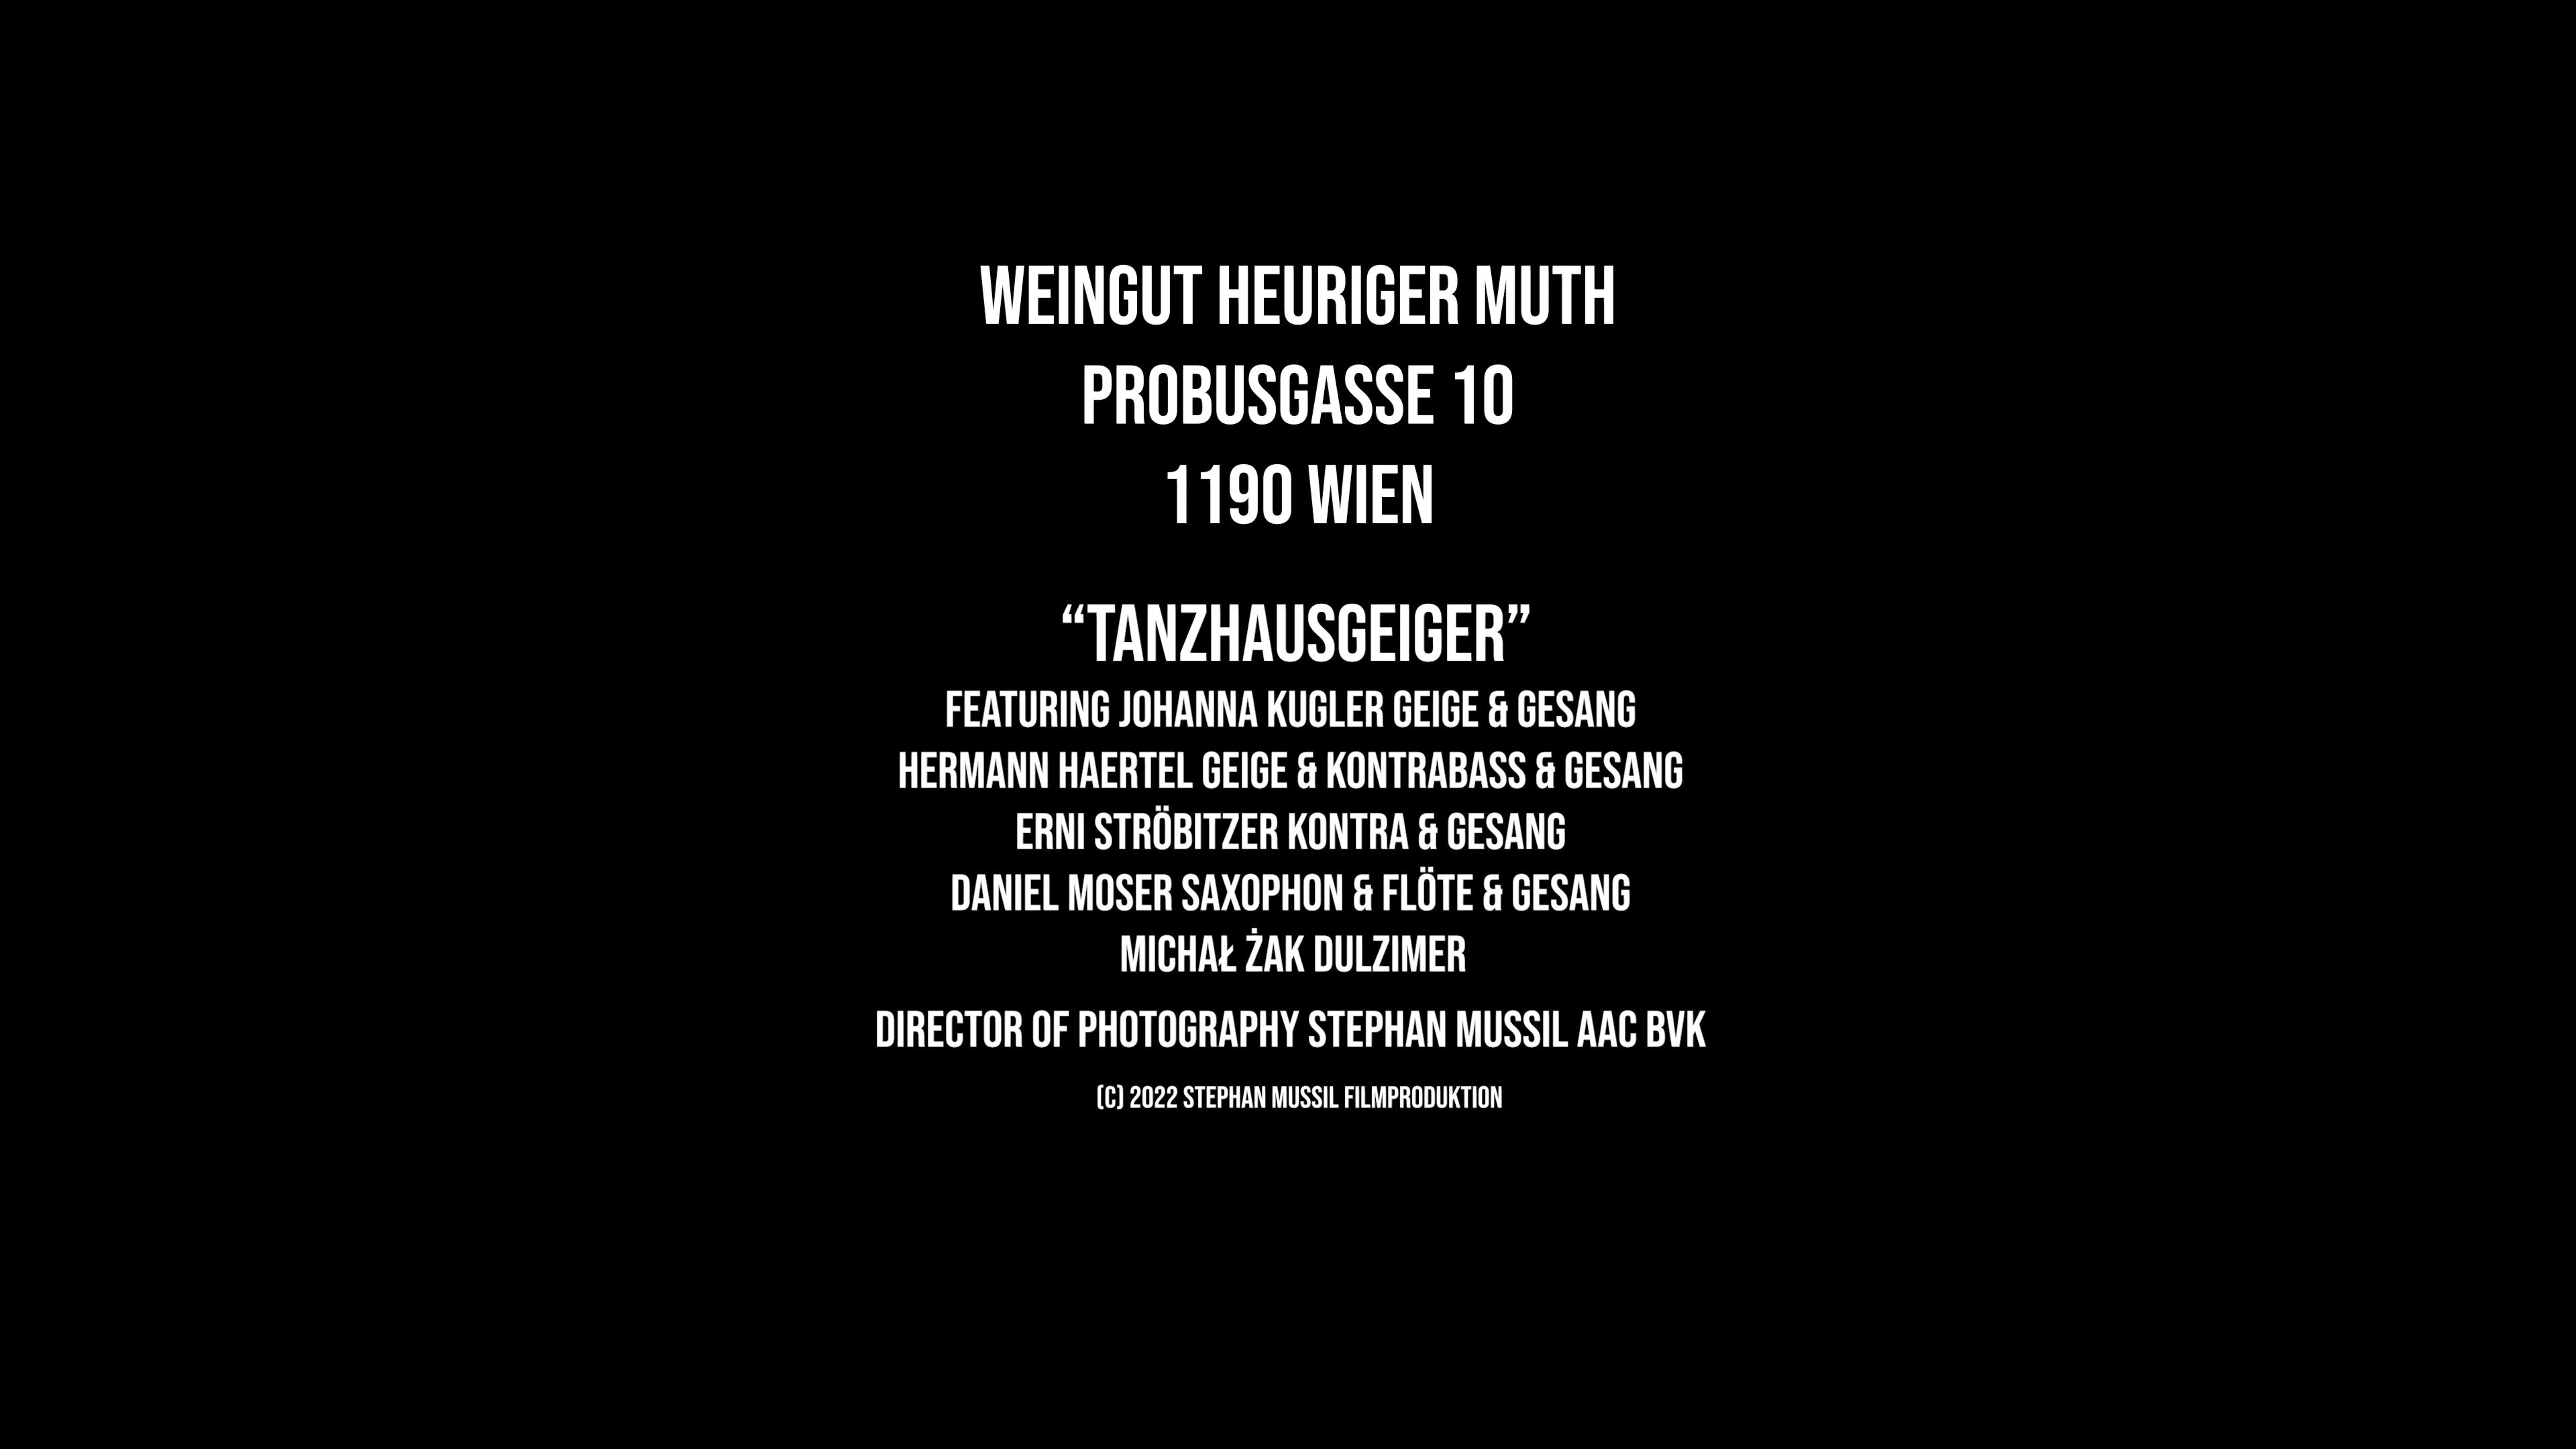 WEINGUT HEURIGER MUTH
PROBUSGASSE 10
1190 WIEN
“TANZHAUSGEIGER”
FEATURING JOHANNA KUGLER GEIGE & GESANG
HERMANN HAERTEL GEIGE & KONTRABASS & GESANG
ERNI STRÖBITZER KONTRA & GESANG
DANIEL MOSER SAXOPHON & FLÖTE & GESANG
MICHAŁ ŻAK DULZIMER
DIRECTOR OF PHOTOGRAPHY STEPHAN MUSSIL AAC BVK
(C) 2022 STEPHAN MUSSIL FILMPRODUKTION